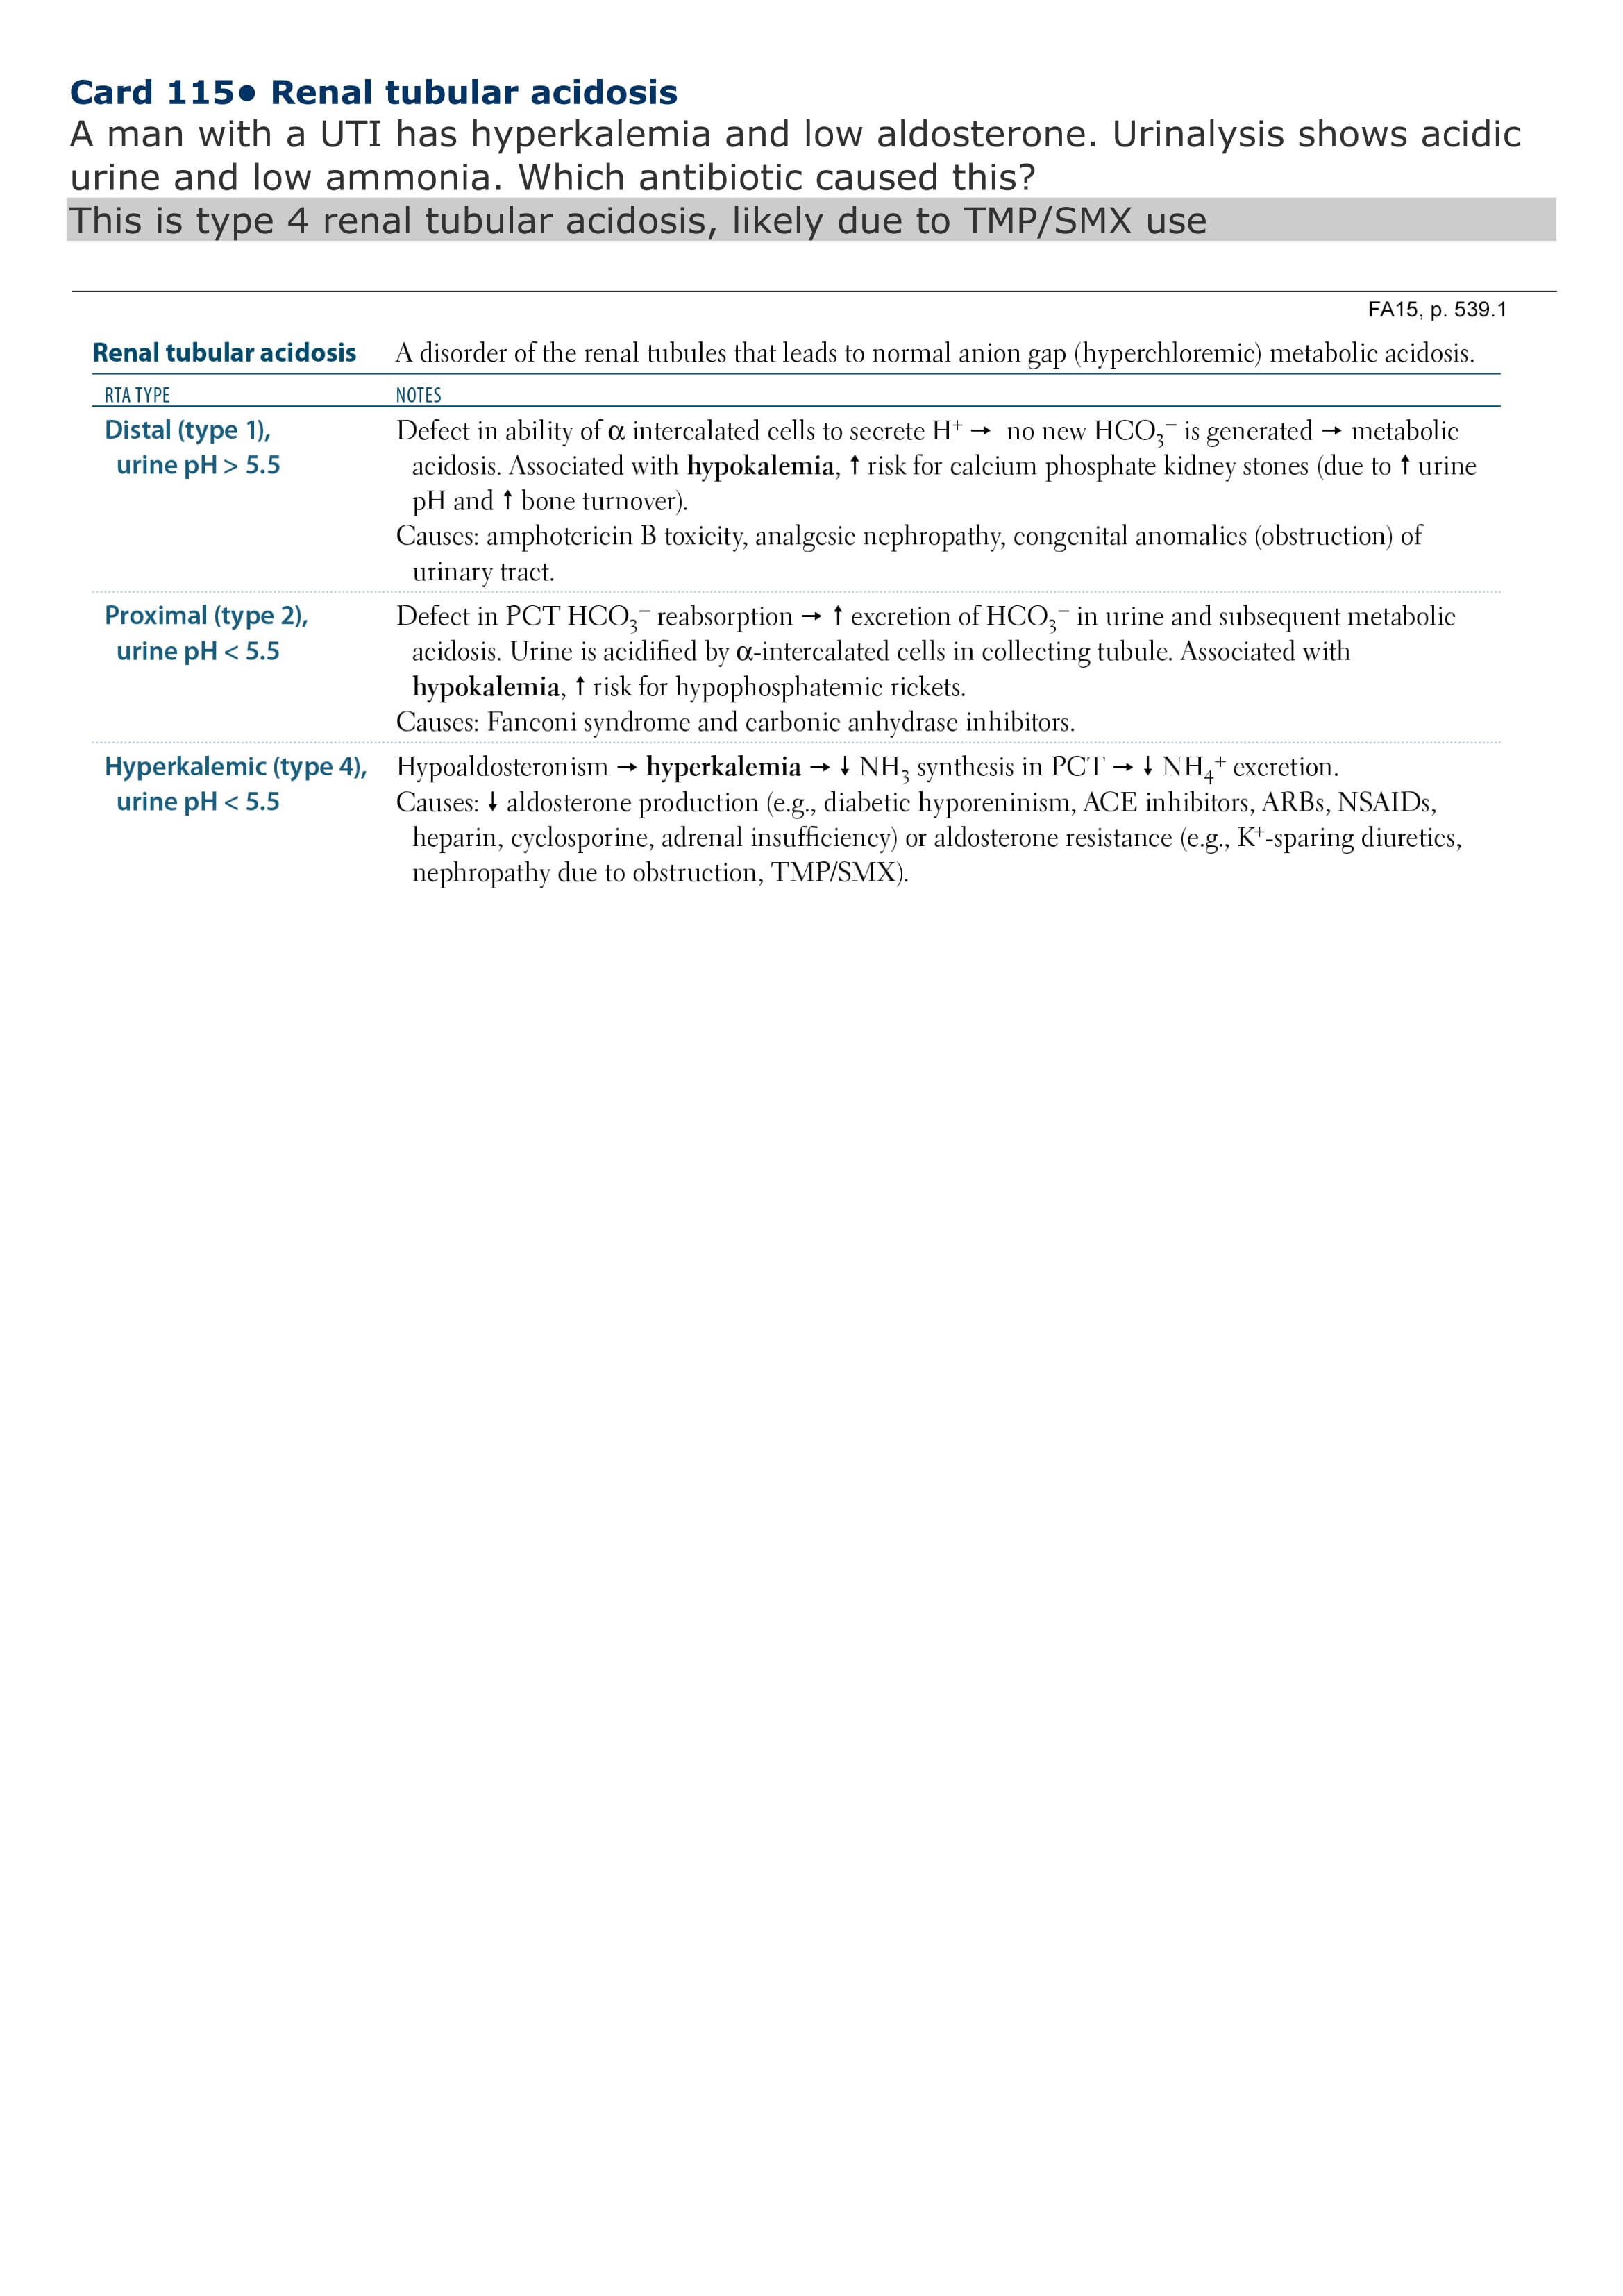 Card 115• Renal tubular acidosis
A man with a UTI has hyperkalemia and low aldosterone. Urinalysis shows acidic
urine and low ammonia. Which antibiotic caused this?
This is type 4 renal tubular acidosis, likely due to TMP/SMX use
FA15, p. 539.1
Renal tubular acidosis A disorder of the renal tubules that leads to normal anion gap (hyperchloremic) metabolic acidosis.
RTA TYPE NOTES
Distal (type 1), Defect in ability of α intercalated cells to secrete H⁺ → no new HCO₃⁻ is generated → metabolic
urine pH > 5.5 acidosis. Associated with hypokalemia, ↑ risk for calcium phosphate kidney stones (due to ↑ urine
pH and ↑ bone turnover).
Causes: amphotericin B toxicity, analgesic nephropathy, congenital anomalies (obstruction) of
urinary tract.
Proximal (type 2), Defect in PCT HCO₃⁻ reabsorption → ↑ excretion of HCO₃⁻ in urine and subsequent metabolic
urine pH < 5.5 acidosis. Urine is acidified by α-intercalated cells in collecting tubule. Associated with
hypokalemia, ↑ risk for hypophosphatemic rickets.
Causes: Fanconi syndrome and carbonic anhydrase inhibitors.
Hyperkalemic (type 4), Hypoaldosteronism → hyperkalemia → ↓ NH₃ synthesis in PCT → ↓ NH₄⁺ excretion.
urine pH < 5.5 Causes: ↓ aldosterone production (e.g., diabetic hyporeninism, ACE inhibitors, ARBs, NSAIDs,
heparin, cyclosporine, adrenal insufficiency) or aldosterone resistance (e.g., K⁺-sparing diuretics,
nephropathy due to obstruction, TMP/SMX).